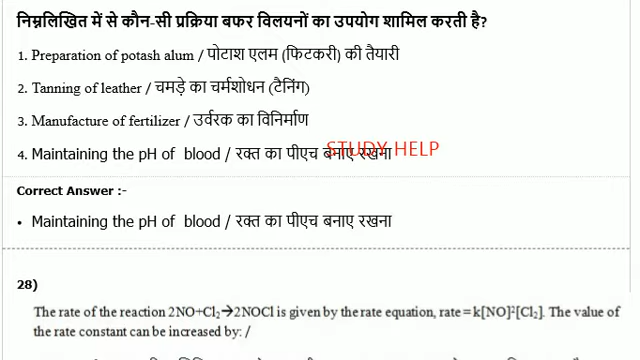 निम्नलिखित में से कौन-सी प्रक्रिया बफर विलयनों का उपयोग शामिल करती है?
1. Preparation of potash alum / पोटाश एलम (फिटकरी) की तैयारी
2. Tanning of leather / चमड़े का चर्मशोधन (टैनिंग)
3. Manufacture of fertilizer / उर्वरक का विनिर्माण
4. Maintaining the pH of blood / रक्त का पीएच बनाए रखना
STUDY HELP
Correct Answer :-
• Maintaining the pH of blood / रक्त का पीएच बनाए रखना
28)
The rate of the reaction 2NO+Cl₂→2NOCl is given by the rate equation, rate=k[NO]²[Cl₂]. The value of
the rate constant can be increased by: /